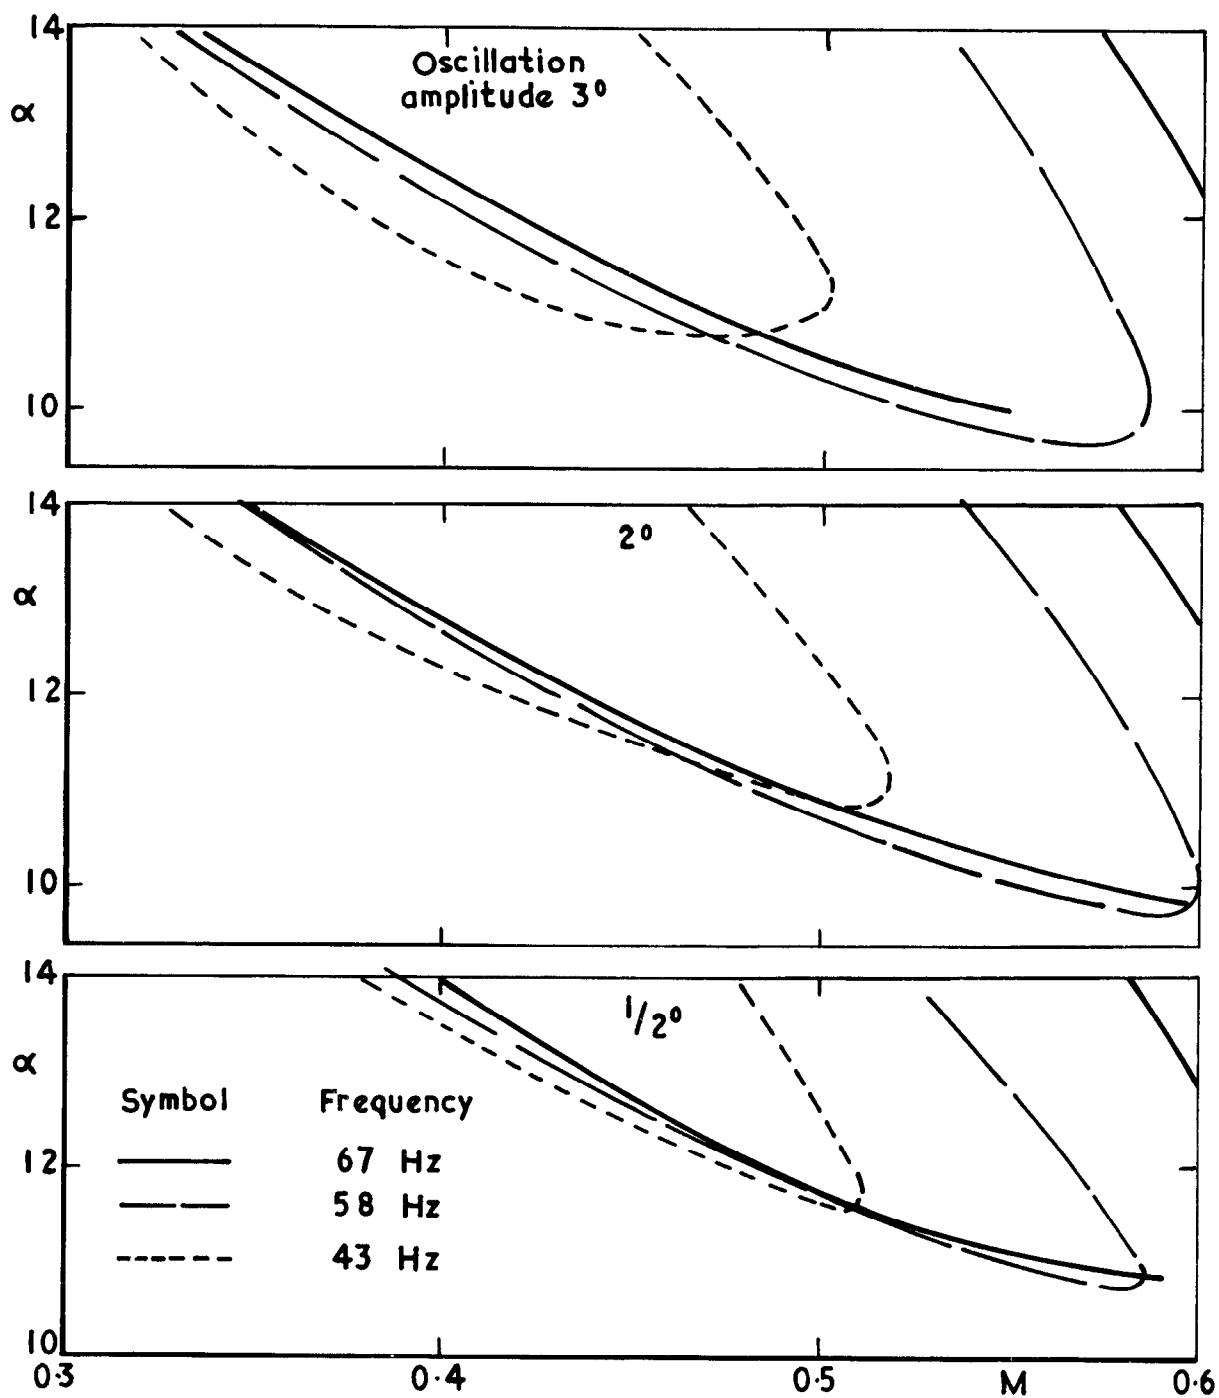 14
Oscillation
amplitude 3°
α
12
10
14
2°
α
12
10
14
1/2°
α
Symbol Frequency
67 Hz
12
58 Hz
43 Hz
10
0.3 0.4 0.5 M 0.6